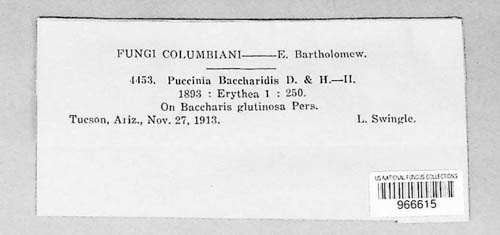 FUNGI COLUMBIANI——E. Bartholomew.
4453. Puccinia Baccharidis D. & H.—II.
1893 : Erythea 1 : 250.
On Baccharis glutinosa Pers.
Tucson, Ariz., Nov. 27, 1913. L. Swingle.
US NATIONAL FUNGUS COLLECTIONS
966615